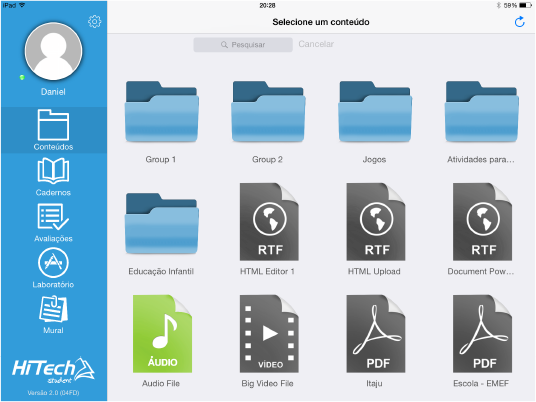 iPad 20:28 59%
Selecione um conteúdo
Pesquisar Cancelar
Daniel
Conteúdos
Cadernos
Avaliações
Laboratório
Mural
HiTech
student
Versão 2.0 (04FD)
Group 1 Group 2 Jogos Atividades para...
RTF RTF RTF
Educação Infantil HTML Editor 1 HTML Upload Document Pow...
ÁUDIO VÍDEO PDF PDF
Audio File Big Video File Itaju Escola - EMEF